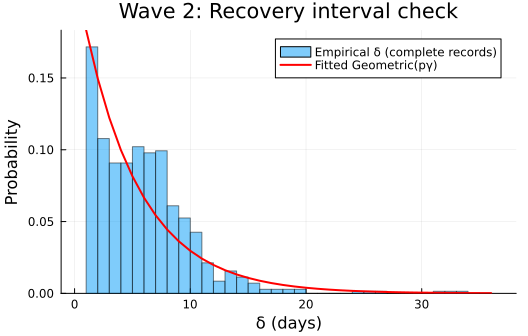 Wave 2: Recovery interval check
Empirical δ (complete records)
Fitted Geometric(pγ)
Probability
0.15
0.10
0.05
0.00
0 10 20 30
δ (days)